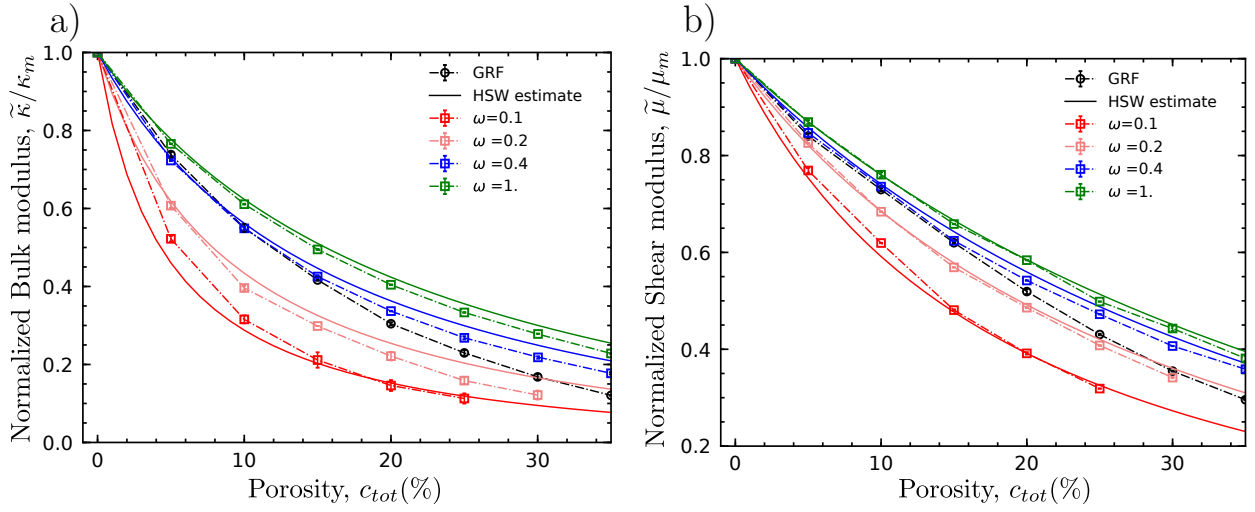 a)
Normalized Bulk modulus, κ̃/κₘ
1.0
0.8
0.6
0.4
0.2
0.0
0
10
20
30
Porosity, cₜₒₜ(%)
GRF
HSW estimate
ω=0.1
ω =0.2
ω =0.4
ω =1.
b)
Normalized Shear modulus, μ̃/μₘ
1.0
0.8
0.6
0.4
0.2
0
10
20
30
Porosity, cₜₒₜ(%)
GRF
HSW estimate
ω=0.1
ω =0.2
ω =0.4
ω =1.